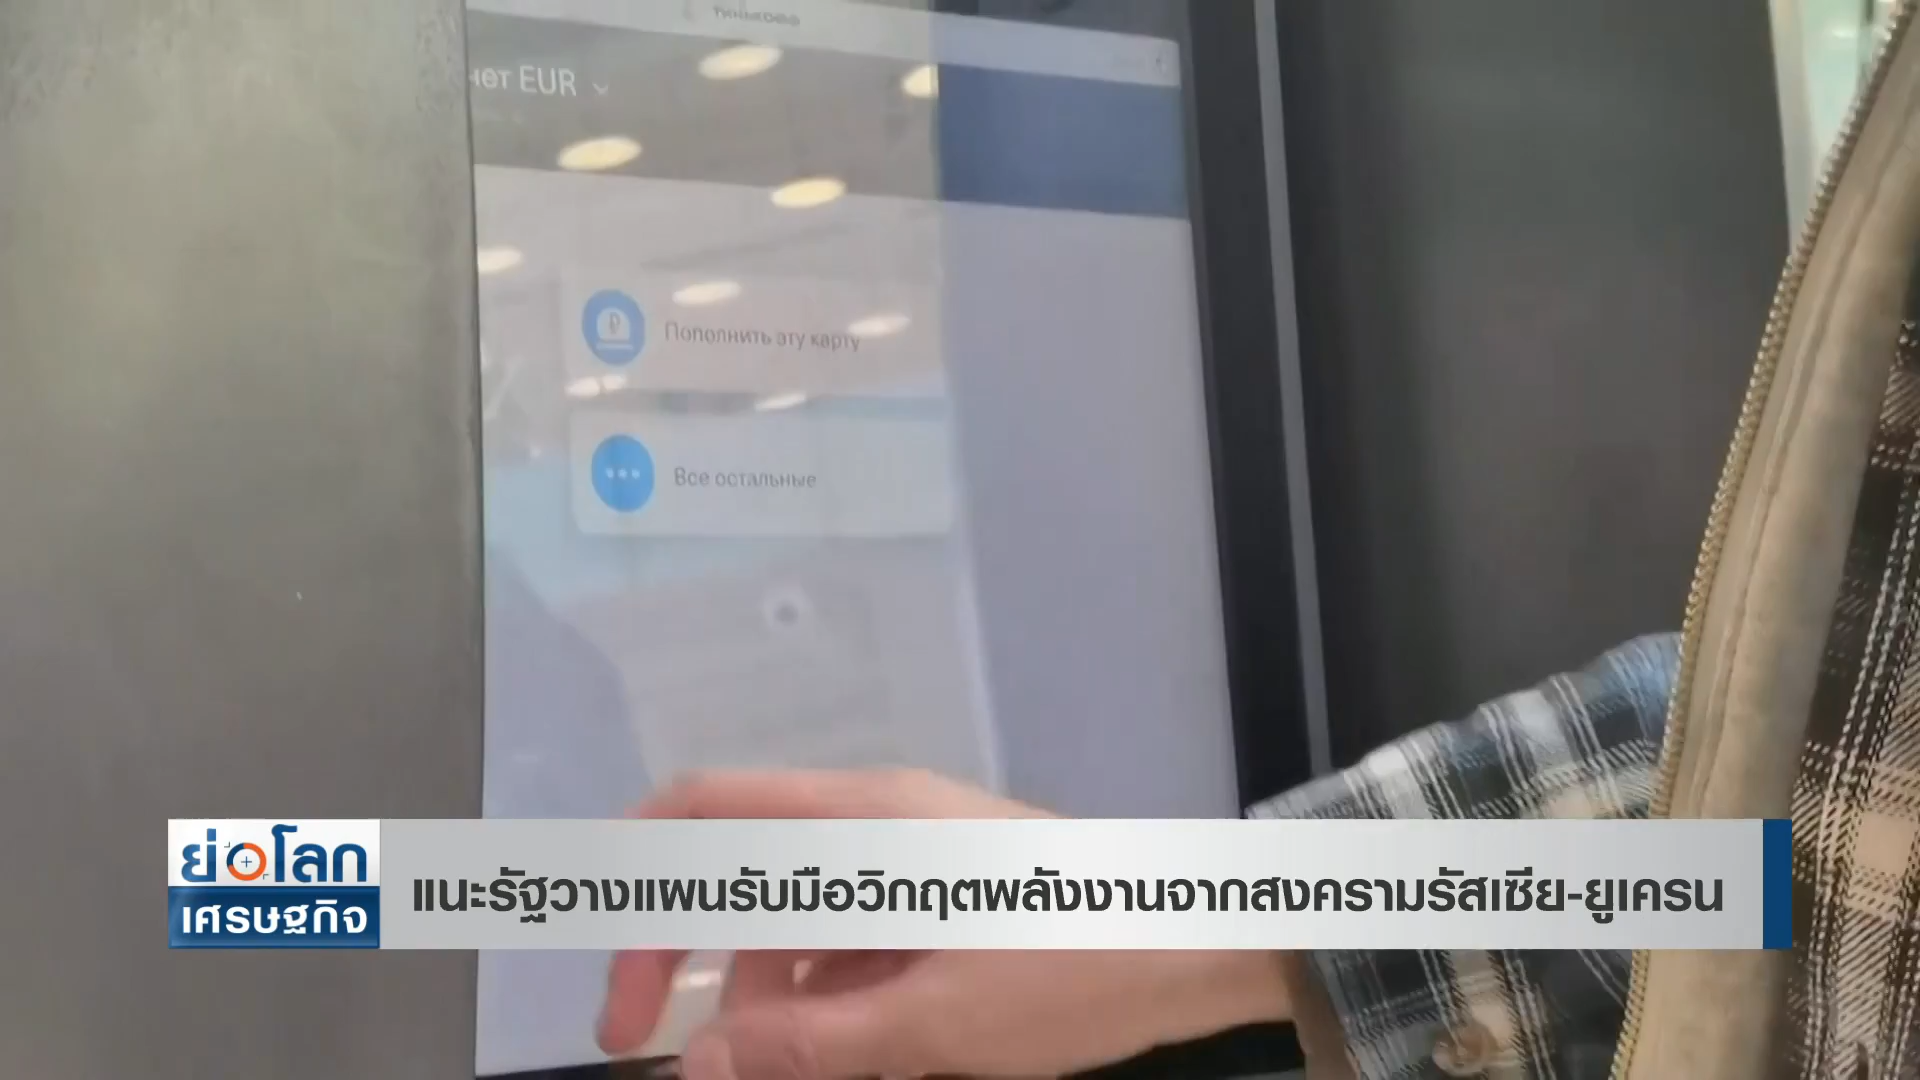 чёт EUR
Пополнить эту карту
Все остальные
ย่อโลก
เศรษฐกิจ
แนะรัฐวางแผนรับมือวิกฤตพลังงานจากสงครามรัสเซีย-ยูเครน